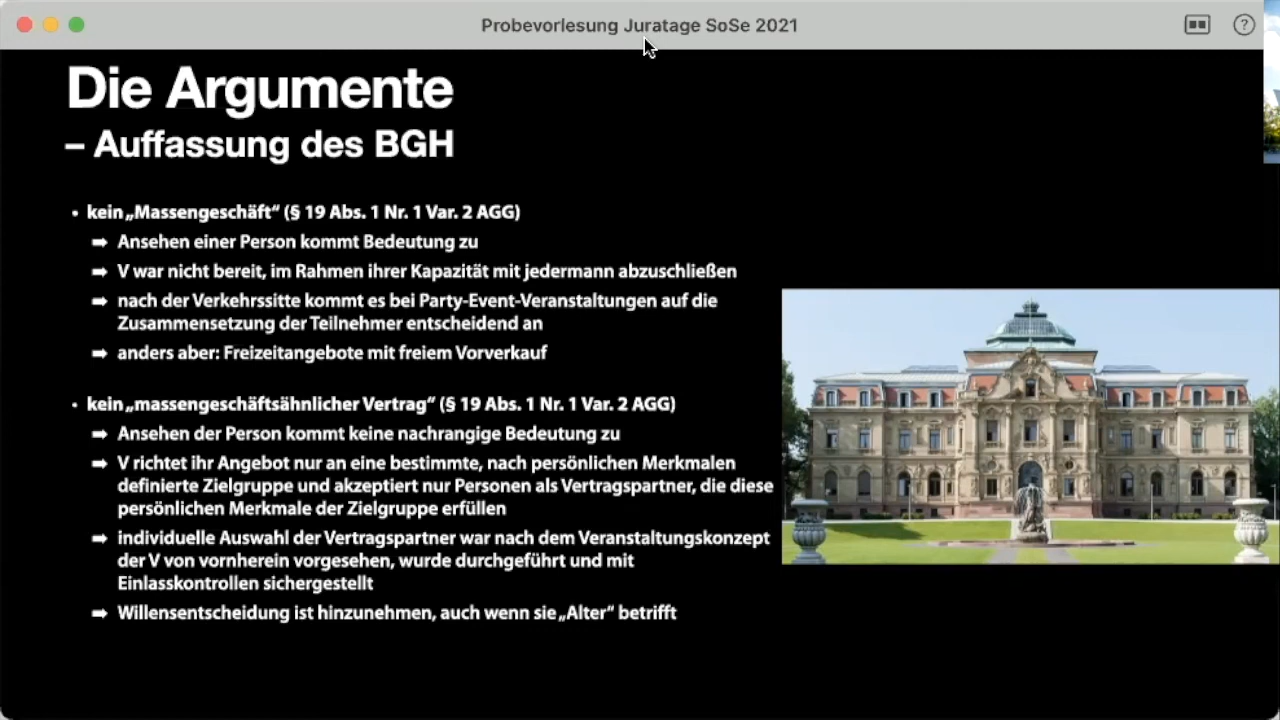 Probevorlesung Juratage SoSe 2021
?
Die Argumente
– Auffassung des BGH
• kein „Massengeschäft“ (§ 19 Abs. 1 Nr. 1 Var. 2 AGG)
➡ Ansehen einer Person kommt Bedeutung zu
➡ V war nicht bereit, im Rahmen ihrer Kapazität mit jedermann abzuschließen
➡ nach der Verkehrssitte kommt es bei Party-Event-Veranstaltungen auf die
Zusammensetzung der Teilnehmer entscheidend an
➡ anders aber: Freizeitangebote mit freiem Vorverkauf
• kein „massengeschäftsähnlicher Vertrag“ (§ 19 Abs. 1 Nr. 1 Var. 2 AGG)
➡ Ansehen der Person kommt keine nachrangige Bedeutung zu
➡ V richtet ihr Angebot nur an eine bestimmte, nach persönlichen Merkmalen
definierte Zielgruppe und akzeptiert nur Personen als Vertragspartner, die diese
persönlichen Merkmale der Zielgruppe erfüllen
➡ individuelle Auswahl der Vertragspartner war nach dem Veranstaltungskonzept
der V von vornherein vorgesehen, wurde durchgeführt und mit
Einlasskontrollen sichergestellt
➡ Willensentscheidung ist hinzunehmen, auch wenn sie „Alter“ betrifft